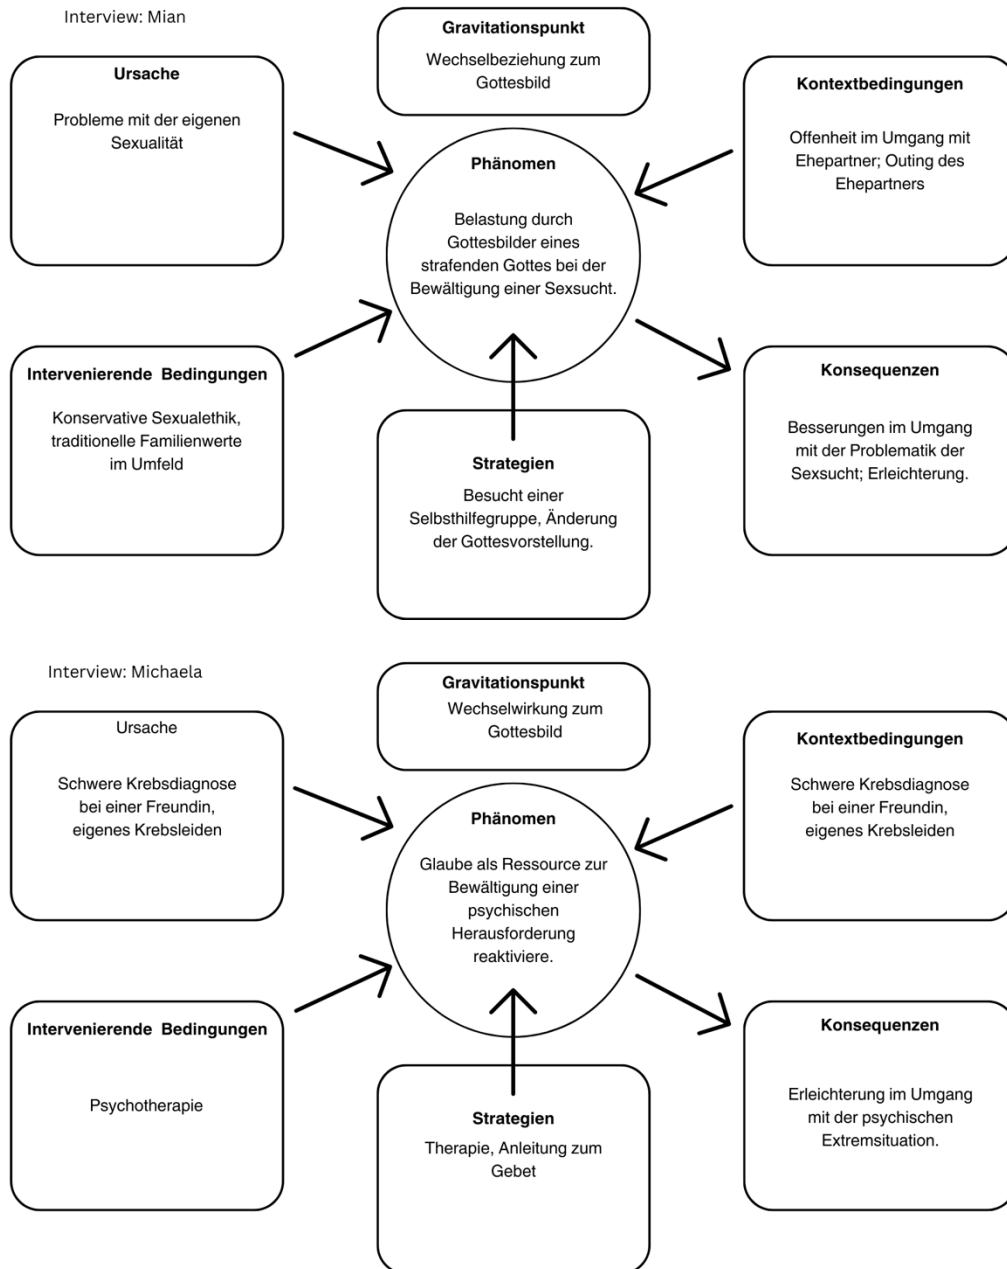 Interview: Mian
Gravitationspunkt
Wechselbeziehung zum
Gottesbild
Ursache
Probleme mit der eigenen
Sexualität
Kontextbedingungen
Offenheit im Umgang mit
Ehepartner; Outing des
Ehepartners
Phänomen
Belastung durch
Gottesbilder eines
strafenden Gottes bei der
Bewältigung einer Sexsucht.
Intervenierende Bedingungen
Konservative Sexualethik,
traditionelle Familienwerte
im Umfeld
Strategien
Besucht einer
Selbsthilfegruppe, Änderung
der Gottesvorstellung.
Konsequenzen
Besserungen im Umgang
mit der Problematik der
Sexsucht; Erleichterung.
Interview: Michaela
Gravitationspunkt
Wechselwirkung zum
Gottesbild
Ursache
Schwere Krebsdiagnose
bei einer Freundin,
eigenes Krebsleiden
Kontextbedingungen
Schwere Krebsdiagnose
bei einer Freundin,
eigenes Krebsleiden
Phänomen
Glaube als Ressource zur
Bewältigung einer
psychischen
Herausforderung
reaktiviere.
Intervenierende Bedingungen
Psychotherapie
Strategien
Therapie, Anleitung zum
Gebet
Konsequenzen
Erleichterung im Umgang
mit der psychischen
Extremsituation.